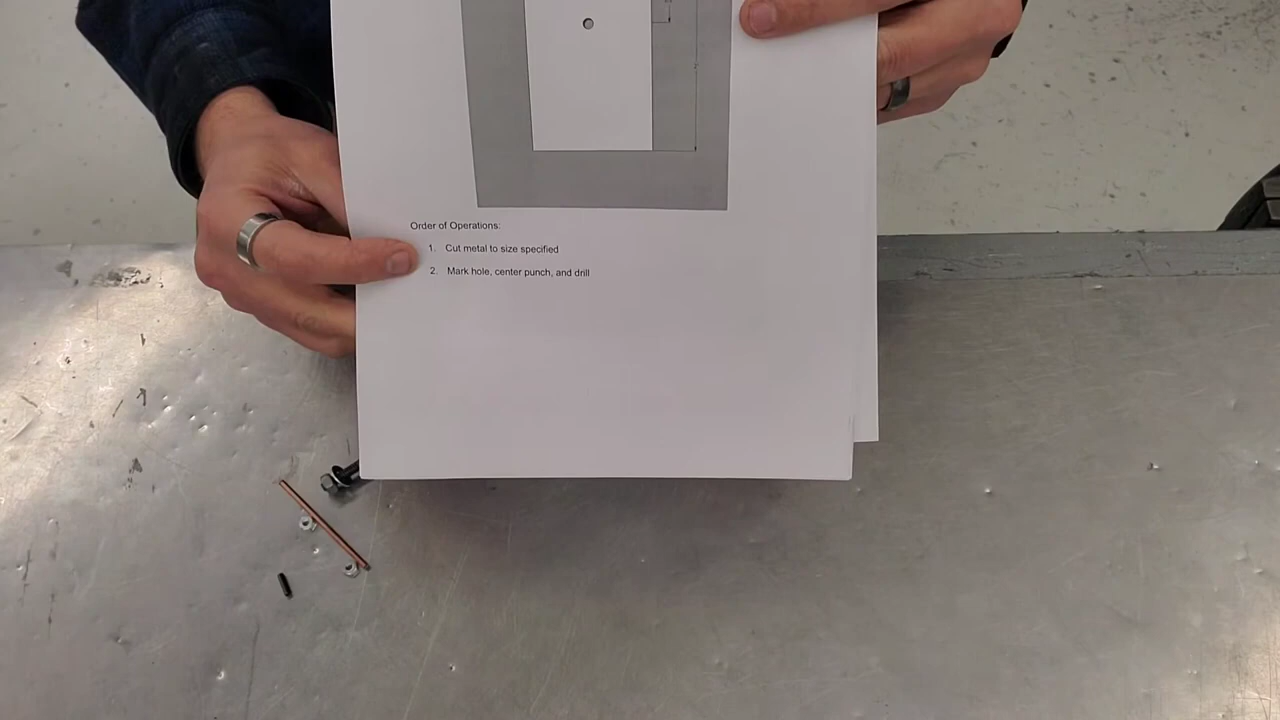 Order of Operations:
1. Cut metal to size specified
2. Mark hole, center punch, and drill